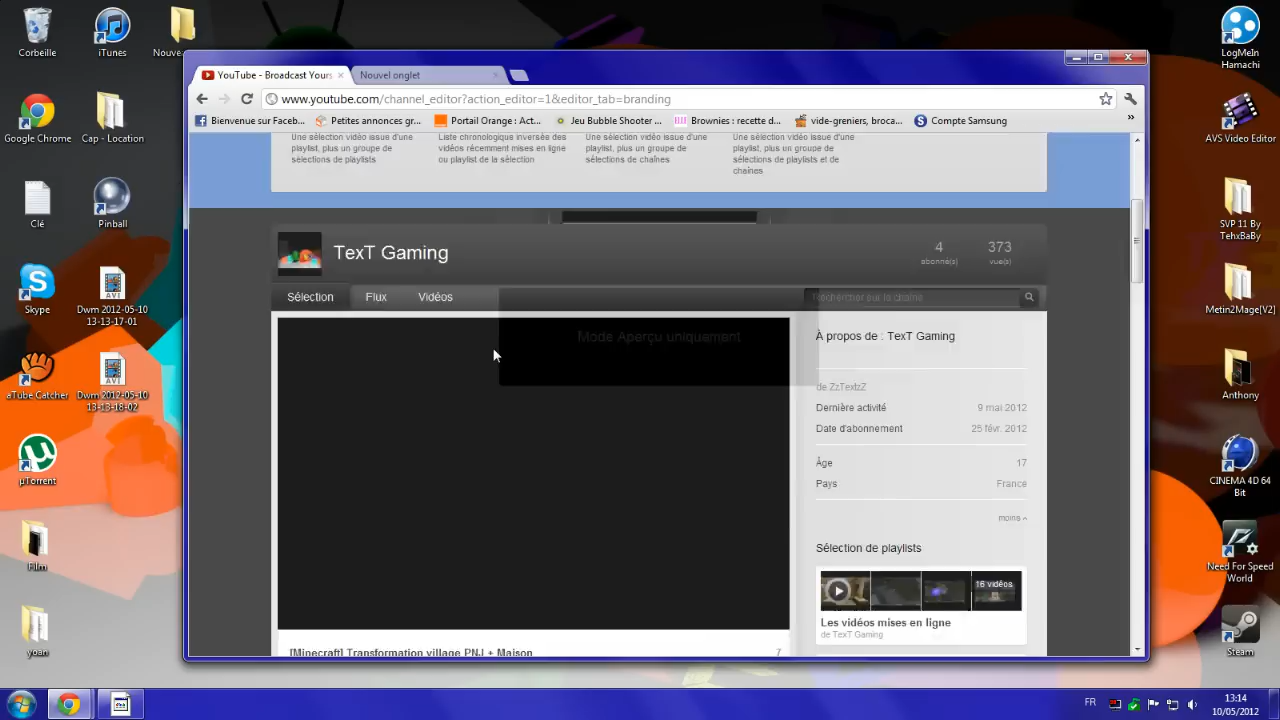 Corbeille
iTunes
Nouve
Google Chrome
Cap - Location
Clé
Pinball
Skype
Dwm 2012-05-10
13-13-17-01
aTube Catcher
Dwm 2012-05-10
13-13-18-02
µTorrent
Film
yoan
YouTube - Broadcast Yours
Nouvel onglet
www.youtube.com/channel_editor?action_editor=1&editor_tab=branding
Bienvenue sur Faceb...
Petites annonces gr...
Portail Orange : Act...
Jeu Bubble Shooter ...
Brownies : recette d...
vide-greniers, broca...
Compte Samsung
»
Une sélection vidéo issue d'une
playlist, plus un groupe de
sélections de playlists
Liste chronologique inversés des
vidéos récemment mises en ligne
ou playlist de la sélection
Une sélection vidéo issue d'une
playlist, plus un groupe de
sélections de chaînes
Une sélection vidéo issue d'une
playlist, plus un groupe de
sélections de playlists et de
chaînes
TexT Gaming
4
abonné(s)
373
vue(s)
Sélection
Flux
Vidéos
Rechercher sur la chaîne
Mode Aperçu uniquement
À propos de : TexT Gaming
de ZzTextzZ
Dernière activité
9 mai 2012
Date d'abonnement
25 févr. 2012
Âge
17
Pays
France
moins
Sélection de playlists
16 vidéos
Les vidéos mises en ligne
de TexT Gaming
[Minecraft] Transformation village PNJ + Maison
7
LogMeIn
Hamachi
AVS Video Editor
SVP 11 By
TehxBaBy
Metin2Mage[V2]
Anthony
CINEMA 4D 64
Bit
Need For Speed
World
Steam
FR
13:14
10/05/2012